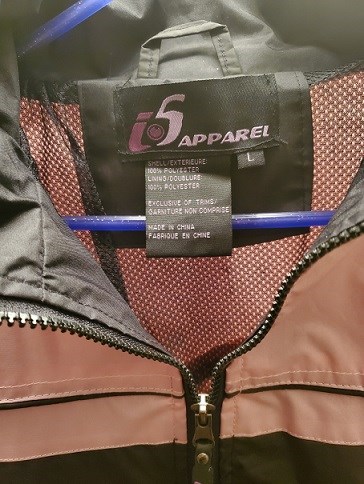 i5 APPAREL
L
SHELL/EXTERIEURE:
100% POLYESTER
LINING/DOUBLURE:
100% POLYESTER
EXCLUSIVE OF TRIMS/
GARNITURE NON COMPRISE
MADE IN CHINA
FABRIQUE EN CHINE